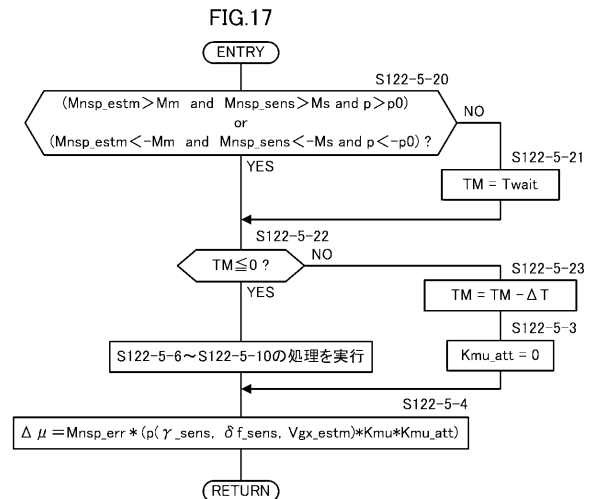 FIG.17
ENTRY
S122-5-20
(Mnsp_estm>Mm and Mnsp_sens>Ms and p>p0)
or
(Mnsp_estm<-Mm and Mnsp_sens<-Ms and p<-p0) ?
NO
YES
S122-5-21
TM = Twait
S122-5-22
TM≦0 ?
NO
YES
S122-5-23
TM = TM -ΔT
S122-5-3
Kmu_att = 0
S122-5-6～S122-5-10の処理を実行
S122-5-4
Δμ=Mnsp_err*(p(γ_sens, δf_sens, Vgx_estm)*Kmu*Kmu_att)
RETURN